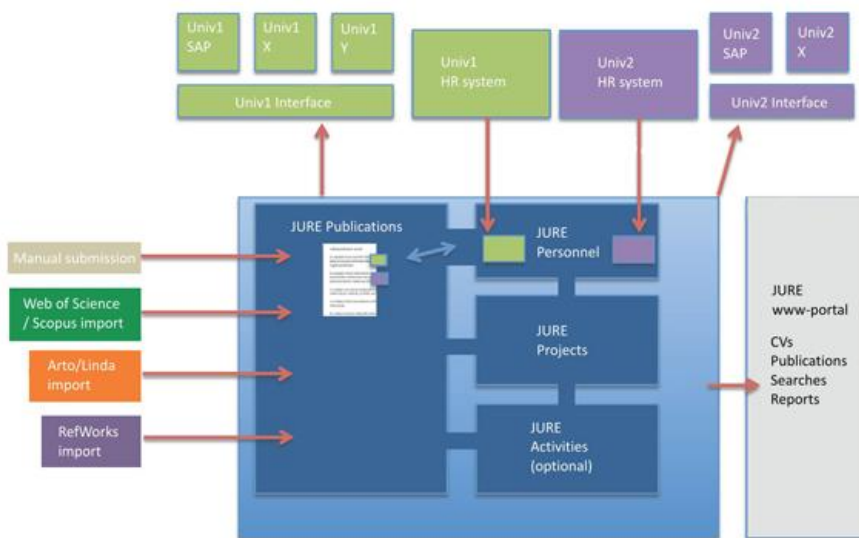 Univ1
SAP
Univ1
X
Univ1
Y
Univ1 Interface
Univ1
HR system
Univ2
HR system
Univ2
SAP
Univ2
X
Univ2 Interface
JURE Publications
JURE
Personnel
JURE
Projects
JURE
Activities
(optional)
Manual submission
Web of Science
/ Scopus import
Arto/Linda
import
RefWorks
import
JURE
www-portal
CVs
Publications
Searches
Reports